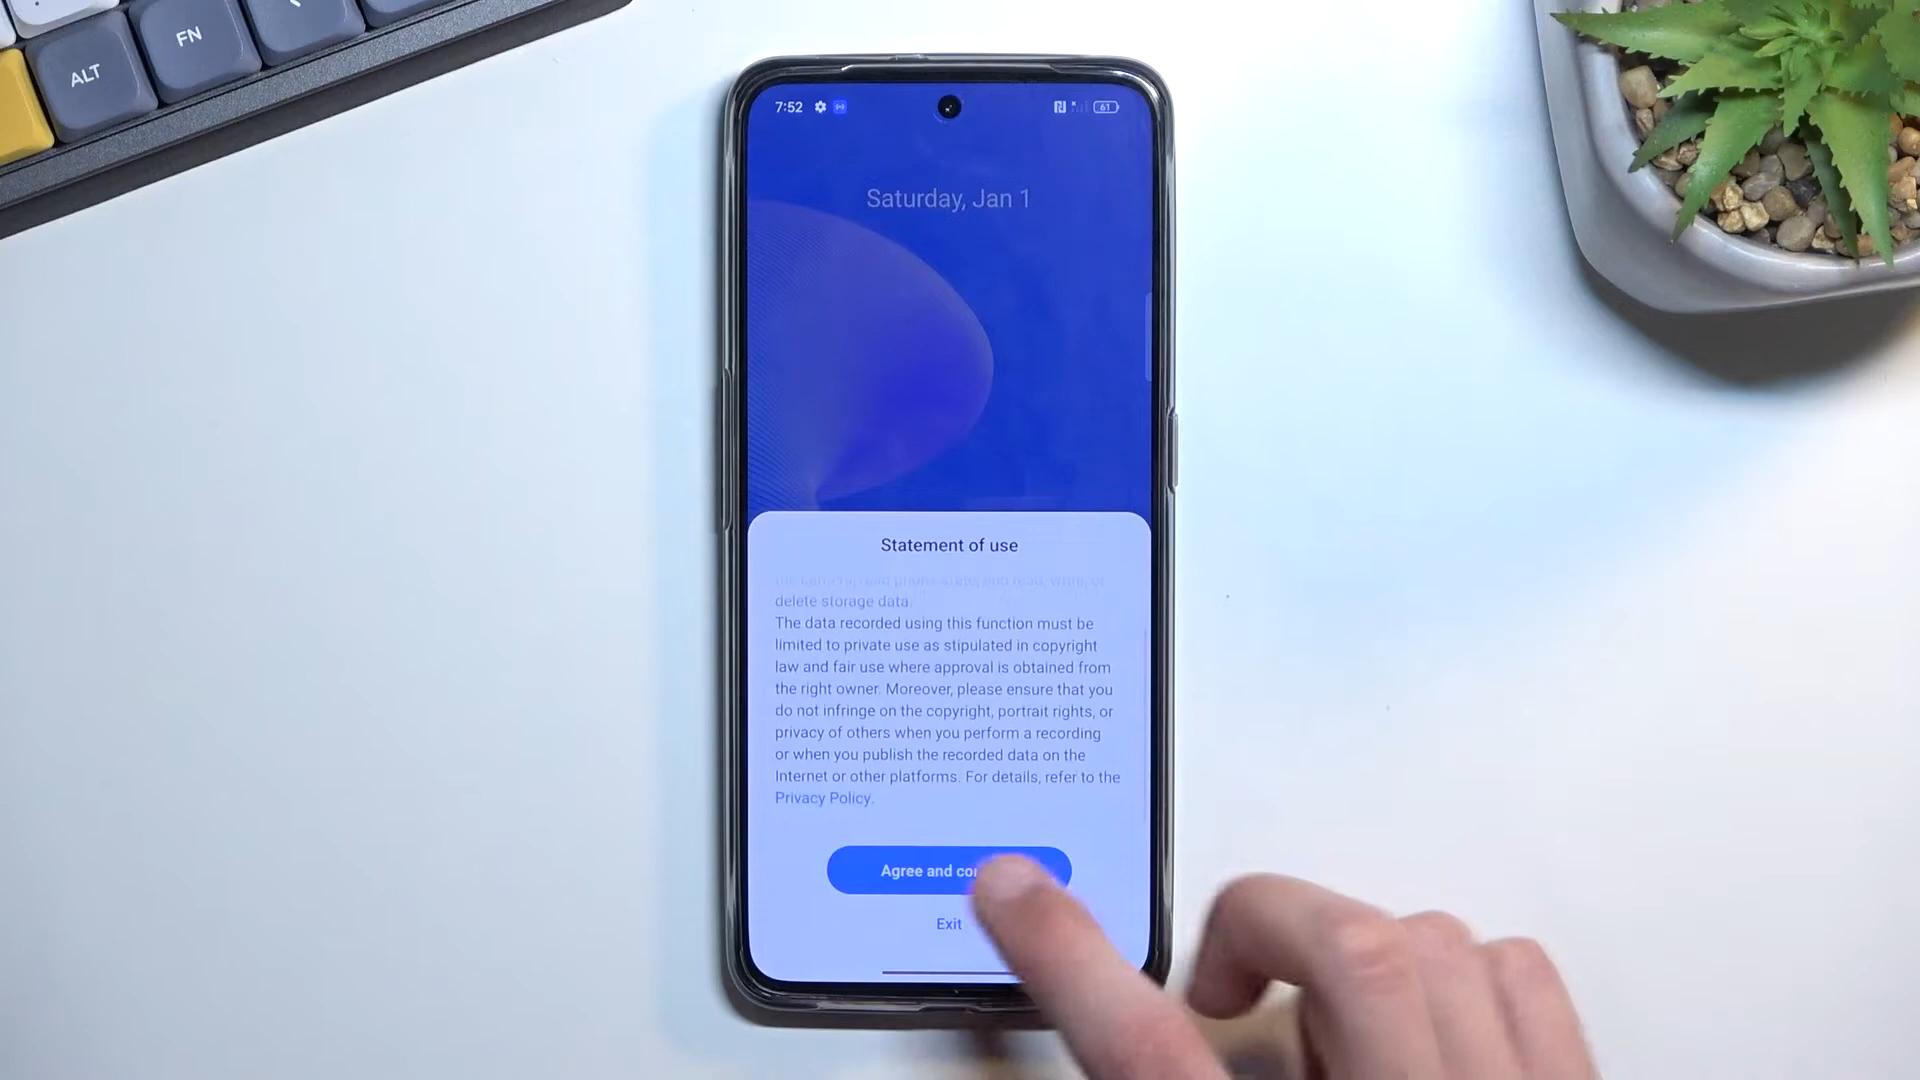 ALT
FN
7:52
61
Saturday, Jan 1
Statement of use
the camera, read phone state, and read, write, or
delete storage data.
The data recorded using this function must be
limited to private use as stipulated in copyright
law and fair use where approval is obtained from
the right owner. Moreover, please ensure that you
do not infringe on the copyright, portrait rights, or
privacy of others when you perform a recording
or when you publish the recorded data on the
Internet or other platforms. For details, refer to the
Privacy Policy.
Agree and con
Exit